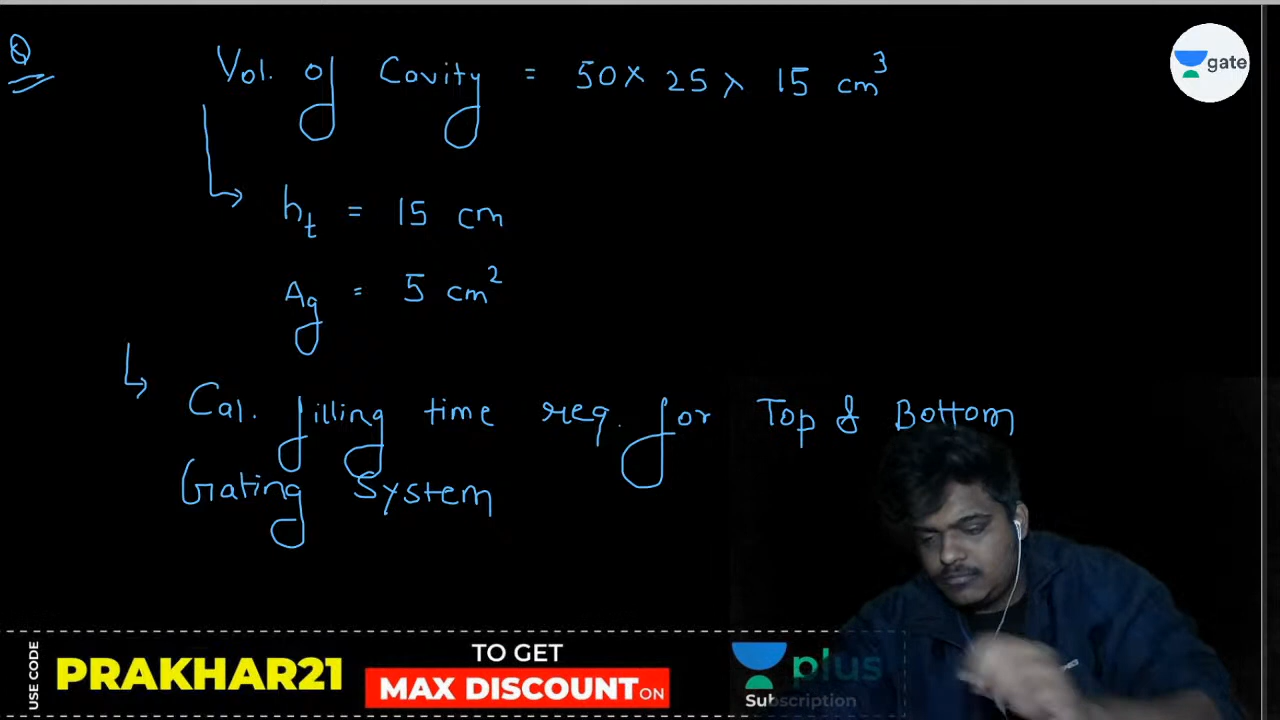 Q
Vol. of Cavity = 50 x 25 x 15 cm³
gate
ht = 15 cm
Ag = 5 cm²
Cal. filling time req. for Top & Bottom
Gating System
USE CODE
PRAKHAR21
TO GET
MAX DISCOUNT ON
plus
Subscription